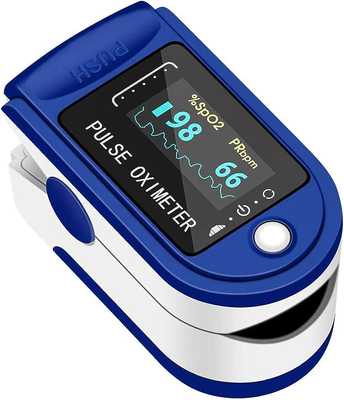 PUSH
%SpO2
PRbpm
98
66
PULSE OXIMETER